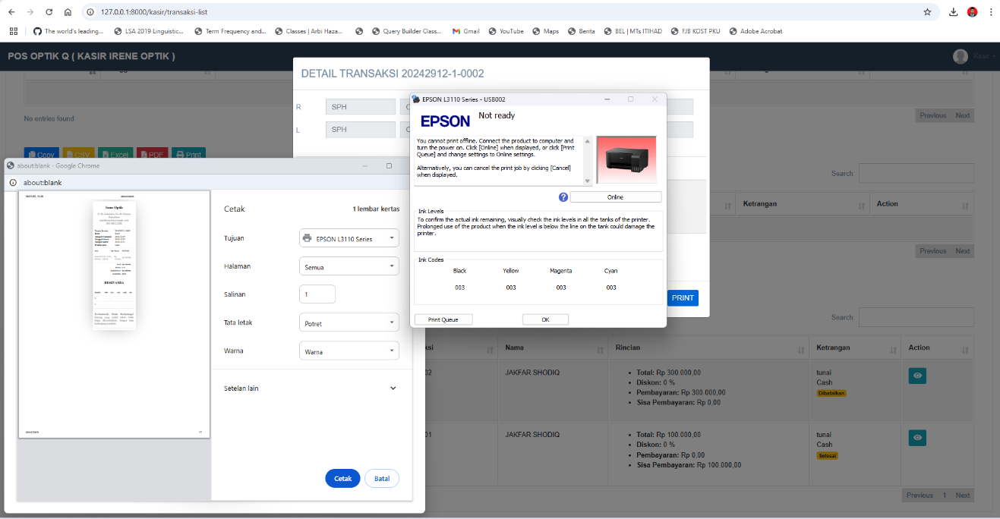 127.0.0.1:8000/kasir/transaksi-list
The world's leading...
LSA 2019 Linguistic...
Term Frequency and...
Classes | Arbi Haza...
Query Builder Class...
Gmail
YouTube
Maps
Berita
BEL | MTs ITIHAD
FJB KOST PKU
Adobe Acrobat
POS OPTIK Q ( KASIR IRENE OPTIK )
Kasir
No entries found
Previous Next
Copy CSV Excel PDF Print
Search:
Ketrangan Action
Previous Next
Search:
DETAIL TRANSAKSI 20242912-1-0002
R SPH
L SPH
PRINT
EPSON L3110 Series - USB002
EPSON
Not ready
You cannot print offline. Connect the product to computer and
turn the power on. Click [Online] when displayed, or click [Print
Queue] and change settings to Online settings.
Alternatively, you can cancel the print job by clicking [Cancel]
when displayed.
Online
Ink Levels
To confirm the actual ink remaining, visually check the ink levels in all the tanks of the printer.
Prolonged use of the product when the ink level is below the line on the tank could damage the
printer.
Ink Codes
Black Yellow Magenta Cyan
003 003 003 003
Print Queue OK
about:blank - Google Chrome
about:blank
Irene Optik
RESEP ANDA
about:blank
1/1
Cetak 1 lembar kertas
Tujuan EPSON L3110 Series
Halaman Semua
Salinan 1
Tata letak Potret
Warna Warna
Setelan lain
Cetak Batal
ksi Nama Rincian Ketrangan Action
02 JAKFAR SHODIQ
• Total: Rp 300.000,00
• Diskon: 0 %
• Pembayaran: Rp 300.000,00
• Sisa Pembayaran: Rp 0,00
tunai
Cash
Dibatalkan
01 JAKFAR SHODIQ
• Total: Rp 100.000,00
• Diskon: 0 %
• Pembayaran: Rp 0,00
• Sisa Pembayaran: Rp 100.000,00
tunai
Cash
Selesai
Previous 1 Next